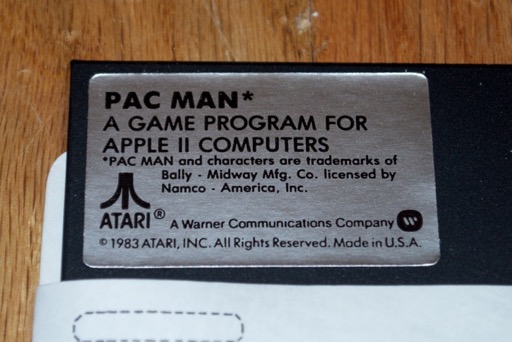 PAC MAN*
A GAME PROGRAM FOR
APPLE II COMPUTERS
*PAC MAN and characters are trademarks of
Bally - Midway Mfg. Co. licensed by
Namco - America, Inc.
ATARI® A Warner Communications Company
© 1983 ATARI, INC. All Rights Reserved. Made in U.S.A.